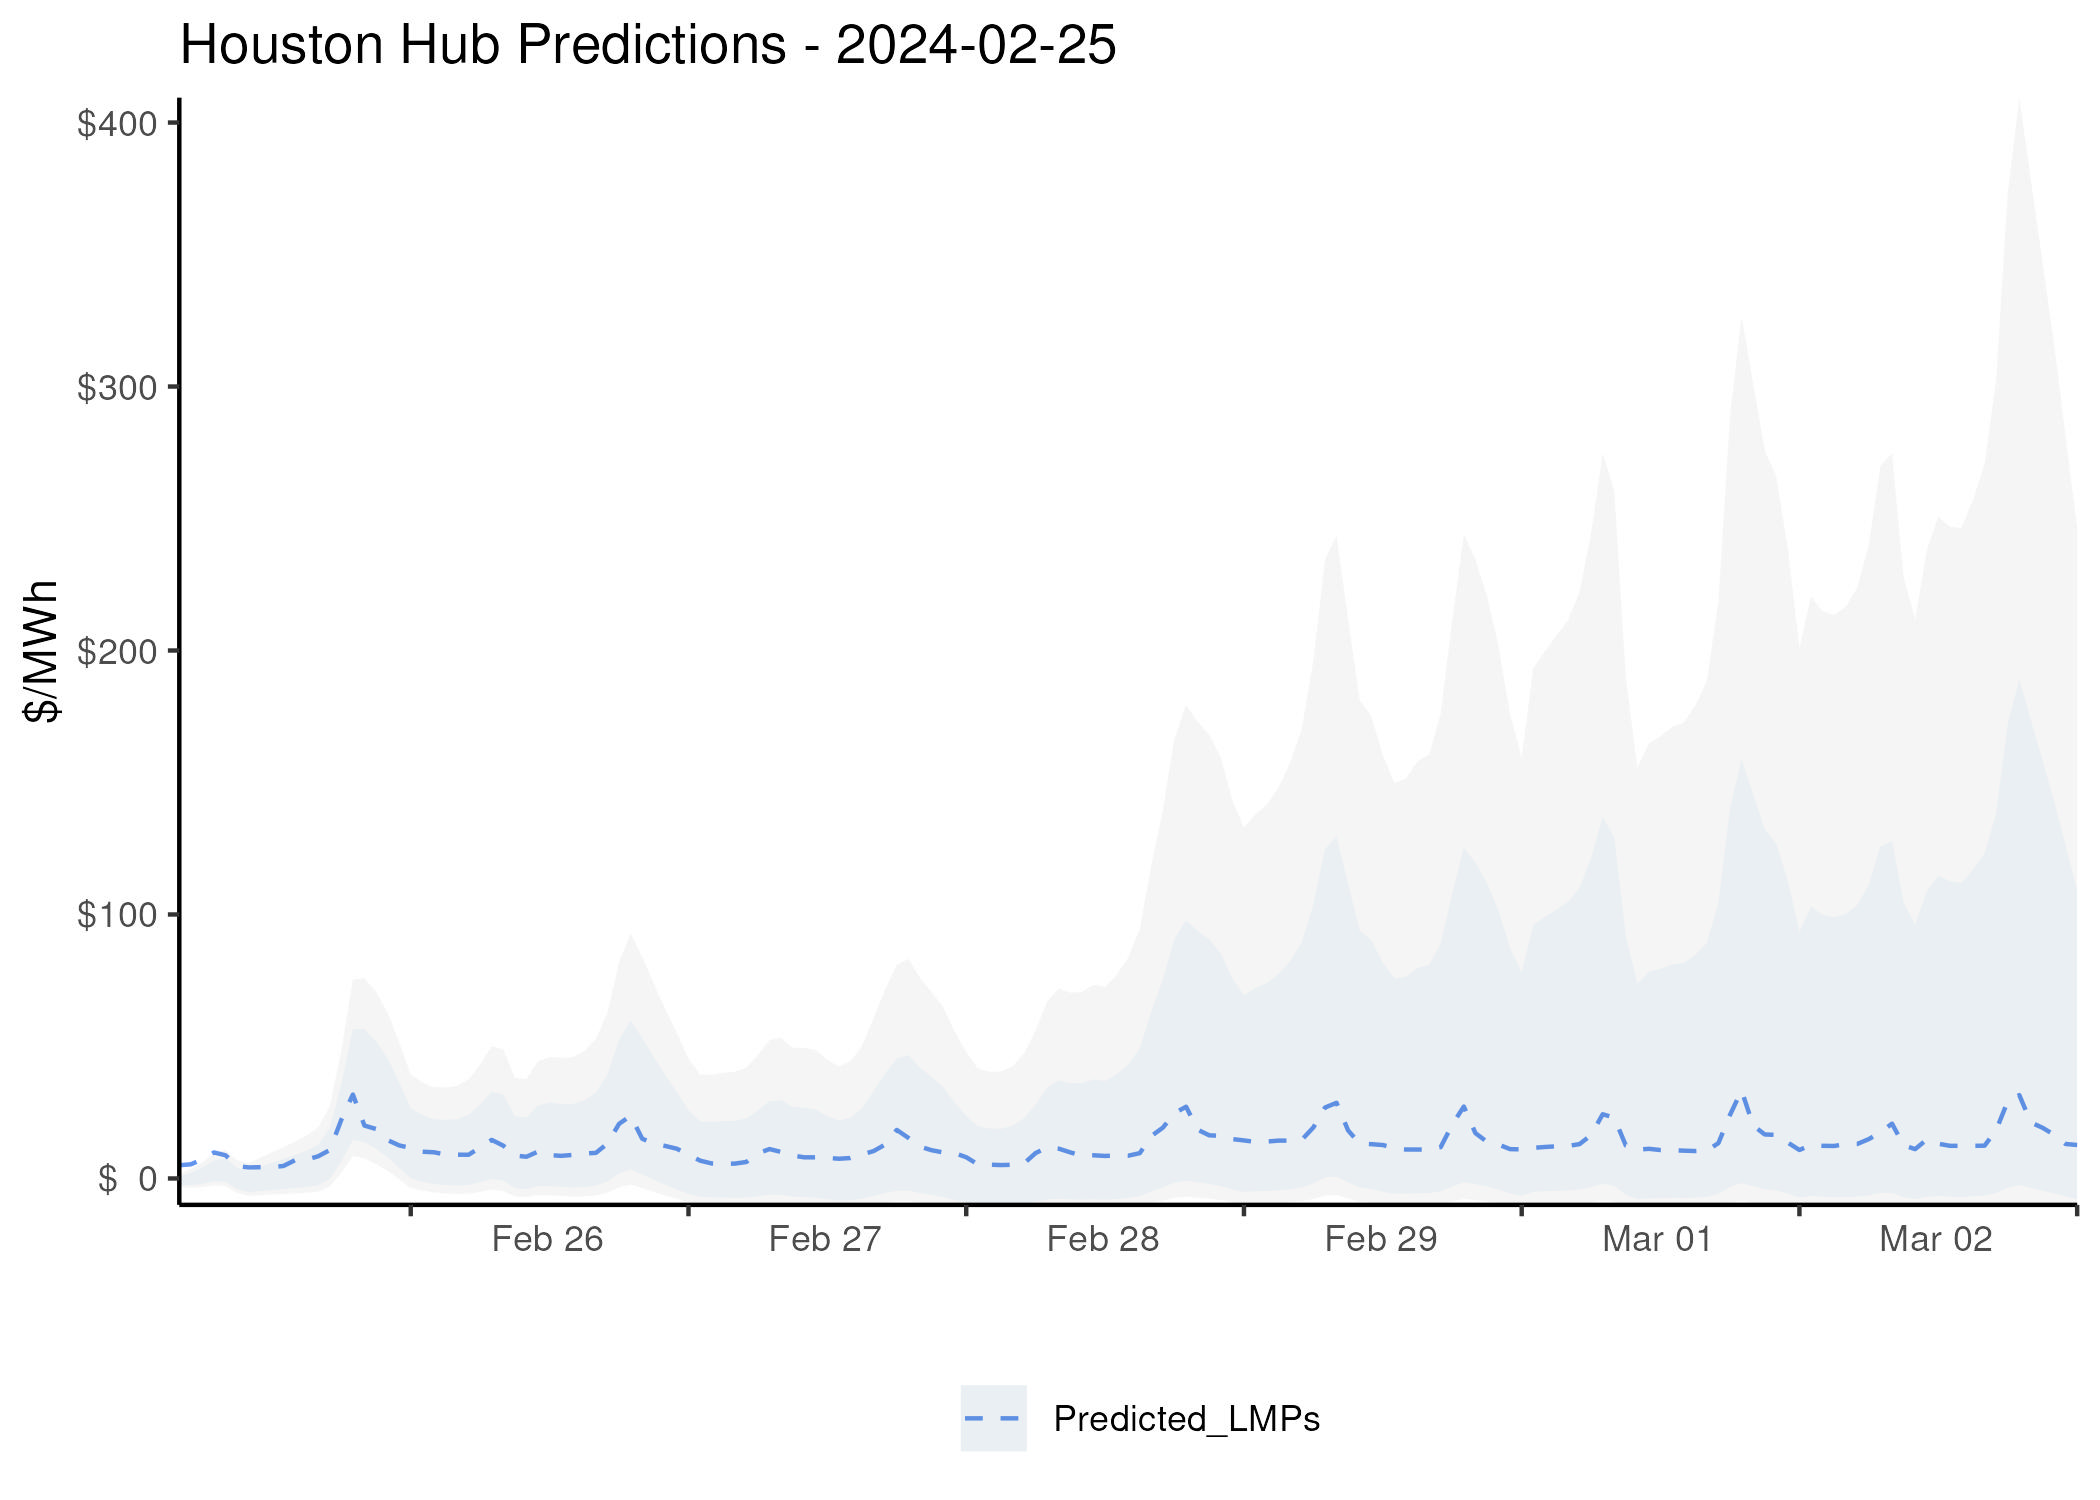 Houston Hub Predictions - 2024-02-25
$400
$300
$200
$100
$  0
$/MWh
Feb 26
Feb 27
Feb 28
Feb 29
Mar 01
Mar 02
Predicted_LMPs